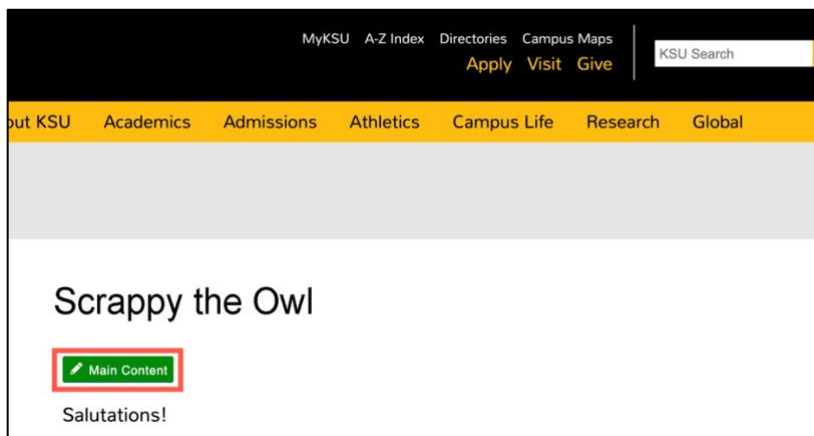 MyKSU A-Z Index Directories Campus Maps
Apply Visit Give
KSU Search
out KSU Academics Admissions Athletics Campus Life Research Global
Scrappy the Owl
Main Content
Salutations!